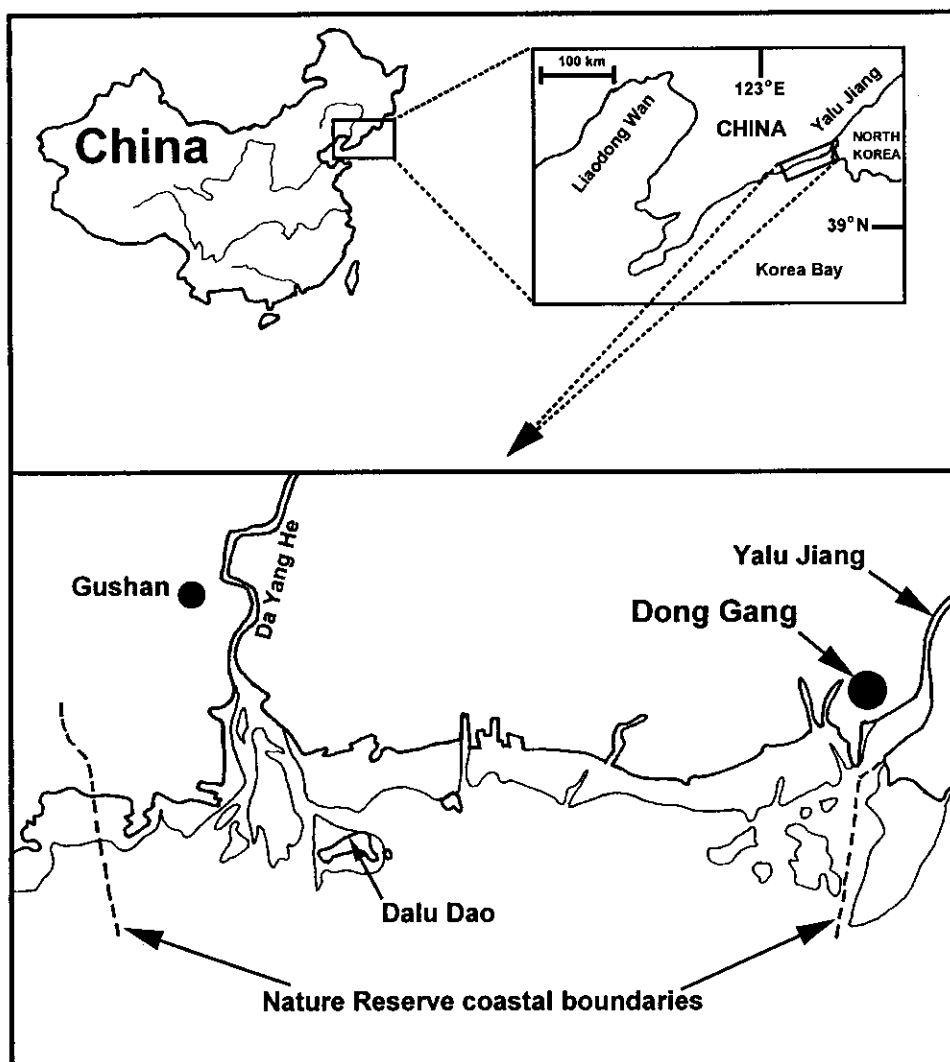 China
100 km
123°E
Liaodong Wan
CHINA
Yalu Jiang
NORTH
KOREA
39°N
Korea Bay
Gushan
Da Yang He
Yalu Jiang
Dong Gang
Dalu Dao
Nature Reserve coastal boundaries